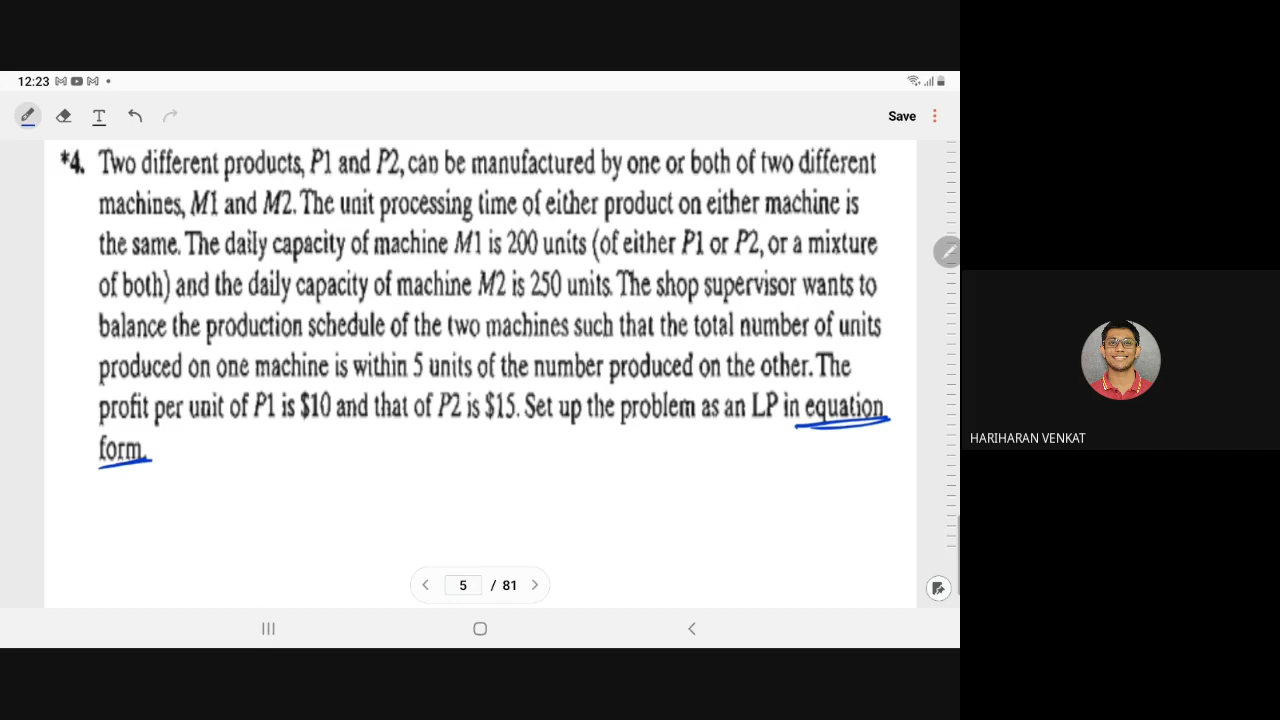 12:23
Save
*4. Two different products, P1 and P2, can be manufactured by one or both of two different
machines, M1 and M2. The unit processing time of either product on either machine is
the same. The daily capacity of machine M1 is 200 units (of either P1 or P2, or a mixture
of both) and the daily capacity of machine M2 is 250 units. The shop supervisor wants to
balance the production schedule of the two machines such that the total number of units
produced on one machine is within 5 units of the number produced on the other. The
profit per unit of P1 is $10 and that of P2 is $15. Set up the problem as an LP in equation
form.
5 / 81
HARIHARAN VENKAT